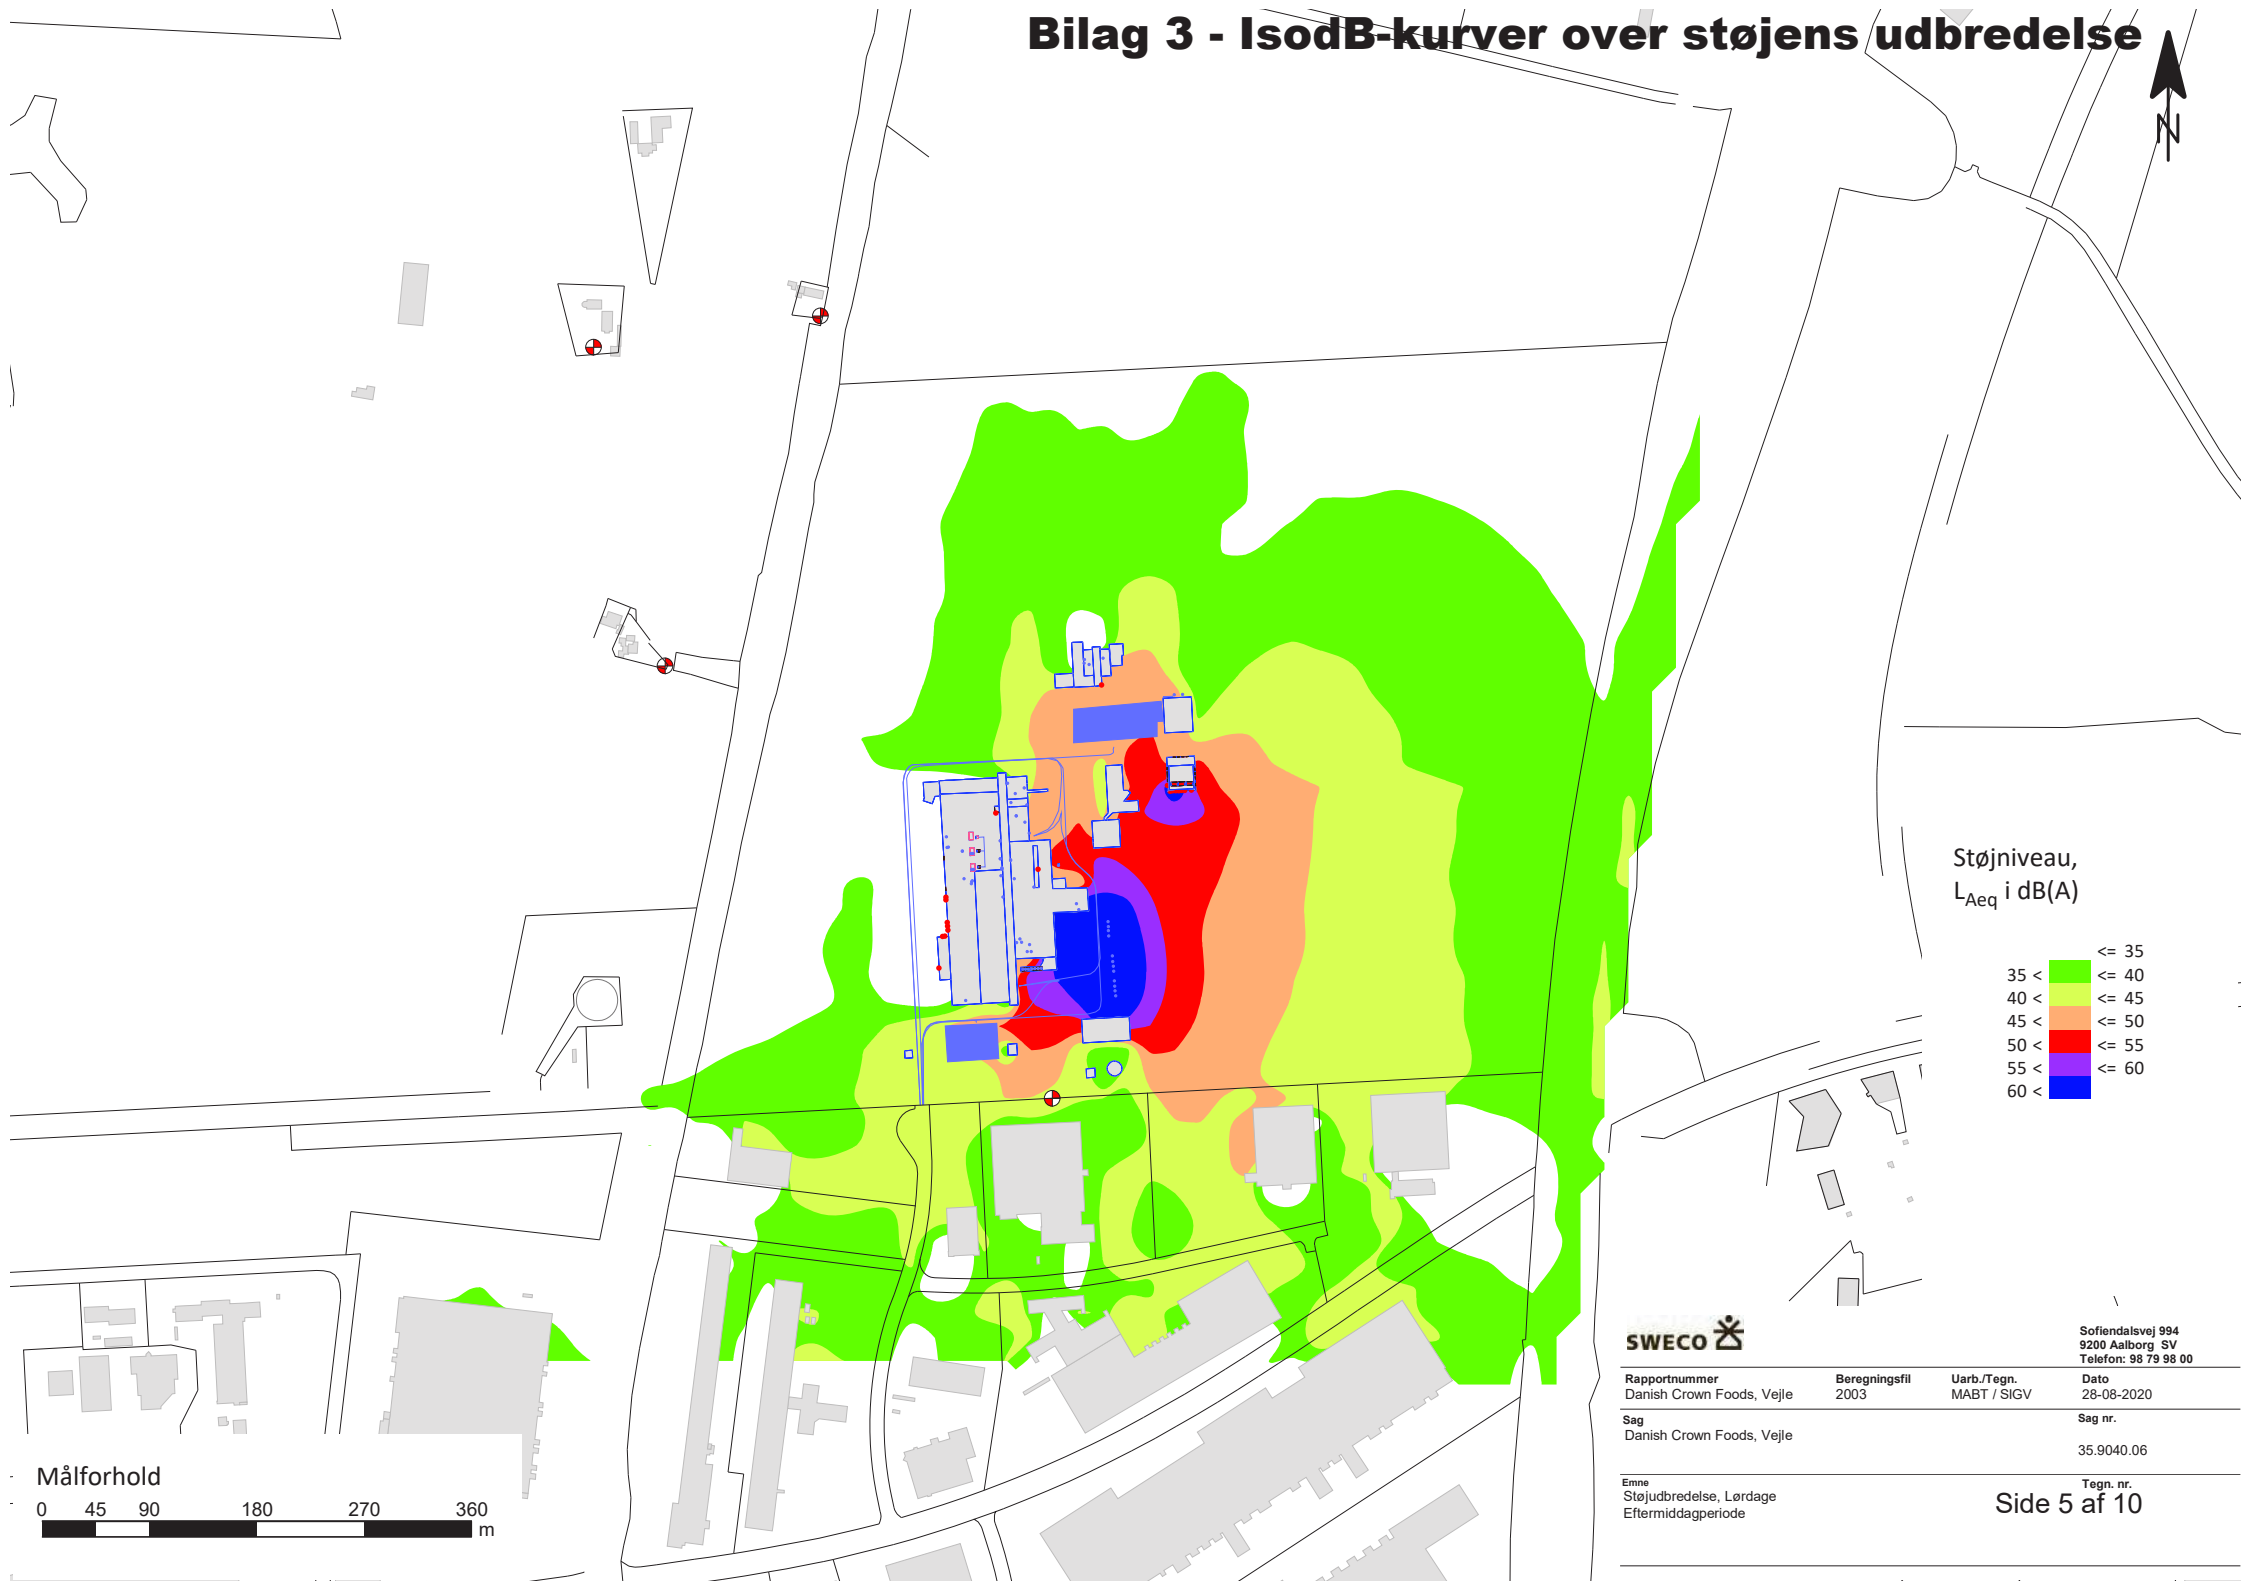 Bilag 3 - IsodB-kurver over støjens udbredelse
N
Støjniveau,
LAeq i dB(A)
<= 35
35 < <= 40
40 < <= 45
45 < <= 50
50 < <= 55
55 < <= 60
60 <
SWECO
Sofiendalsvej 994
9200 Aalborg SV
Telefon: 98 79 98 00
Rapportnummer Beregningsfil Uarb./Tegn. Dato
Danish Crown Foods, Vejle 2003 MABT / SIGV 28-08-2020
Sag Sag nr.
Danish Crown Foods, Vejle
35.9040.06
Emne Tegn. nr.
Støjudbredelse, Lørdage
Eftermiddagperiode
Side 5 af 10
Målforhold
0 45 90 180 270 360
m